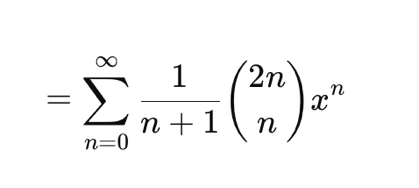 = \sum_{n=0}^{\infty} \frac{1}{n+1} \binom{2n}{n} x^n